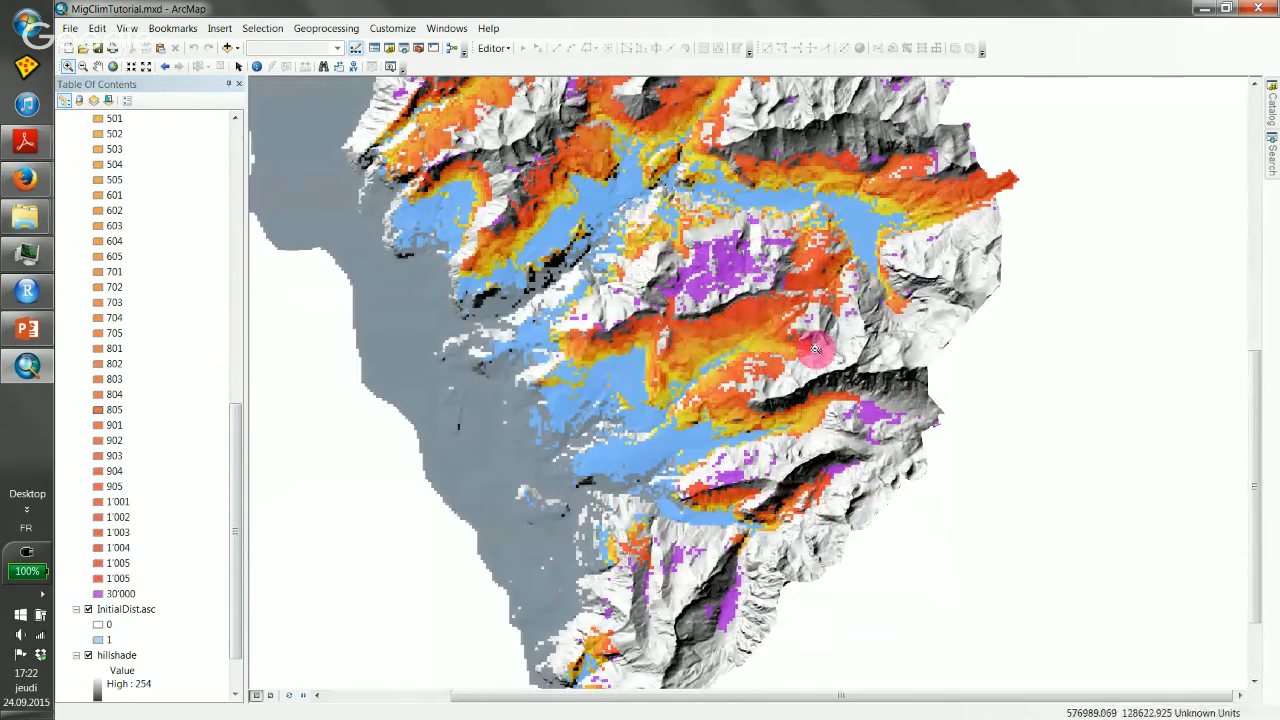 MigClimTutorial.mxd - ArcMap
File Edit View Bookmarks Insert Selection Geoprocessing Customize Windows Help
Editor
Table Of Contents
501
502
503
504
505
601
602
603
604
605
701
702
703
704
705
801
802
803
804
805
901
902
903
904
905
1'001
1'002
1'003
1'004
1'005
1'005
30'000
InitialDist.asc
0
1
hillshade
Value
High : 254
Catalog
Search
Desktop
FR
100%
17:22
jeudi
24.09.2015
576989.069 128622.925 Unknown Units